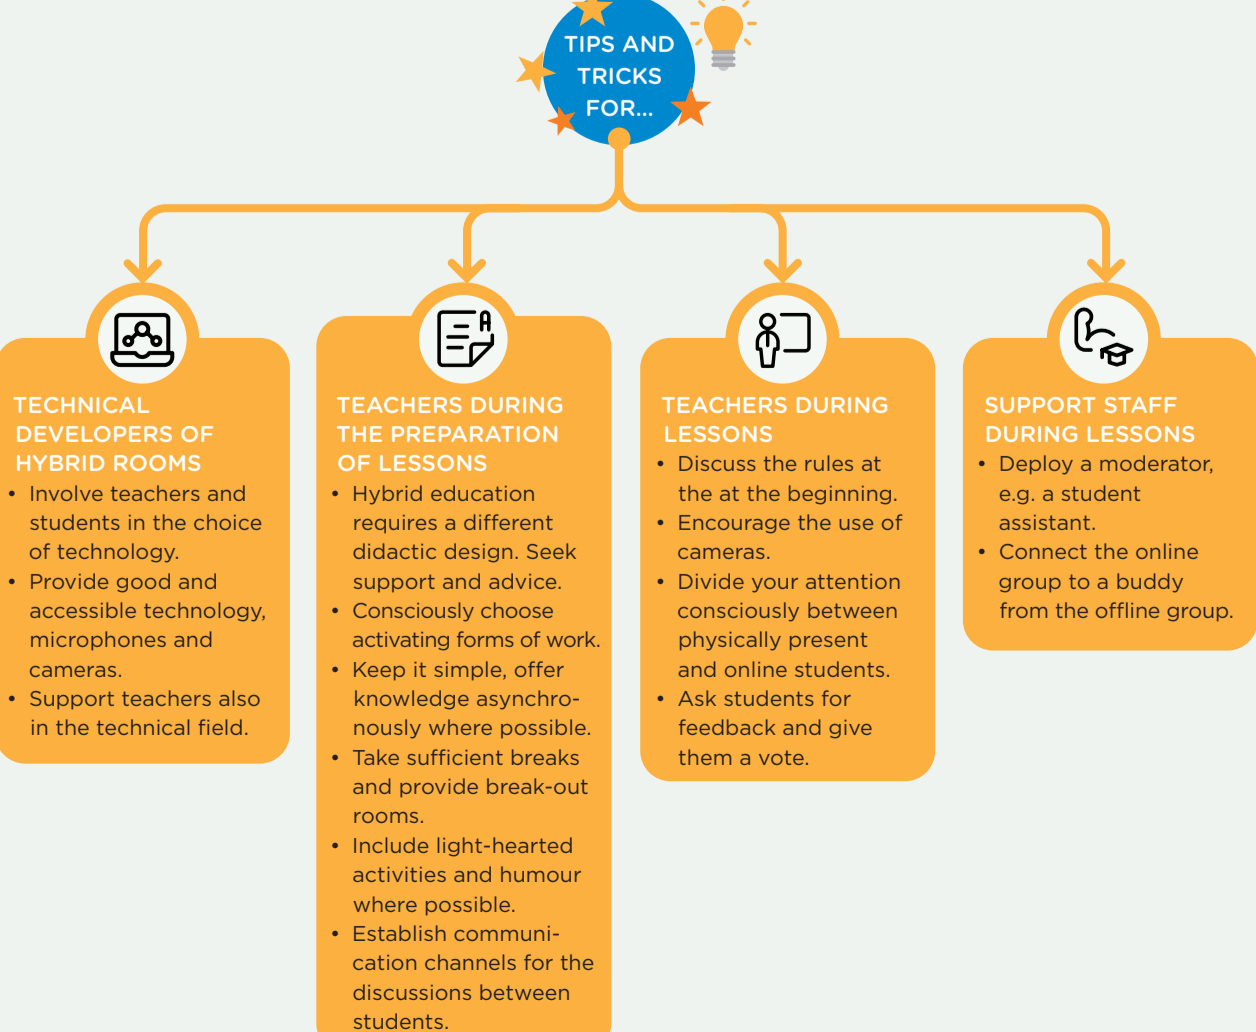 TIPS AND
TRICKS
FOR...
TECHNICAL
DEVELOPERS OF
HYBRID ROOMS
• Involve teachers and
students in the choice
of technology.
• Provide good and
accessible technology,
microphones and
cameras.
• Support teachers also
in the technical field.
TEACHERS DURING
THE PREPARATION
OF LESSONS
• Hybrid education
requires a different
didactic design. Seek
support and advice.
• Consciously choose
activating forms of work.
• Keep it simple, offer
knowledge asynchro-
nously where possible.
• Take sufficient breaks
and provide break-out
rooms.
• Include light-hearted
activities and humour
where possible.
• Establish communi-
cation channels for the
discussions between
students.
TEACHERS DURING
LESSONS
• Discuss the rules at
the at the beginning.
• Encourage the use of
cameras.
• Divide your attention
consciously between
physically present
and online students.
• Ask students for
feedback and give
them a vote.
SUPPORT STAFF
DURING LESSONS
• Deploy a moderator,
e.g. a student
assistant.
• Connect the online
group to a buddy
from the offline group.